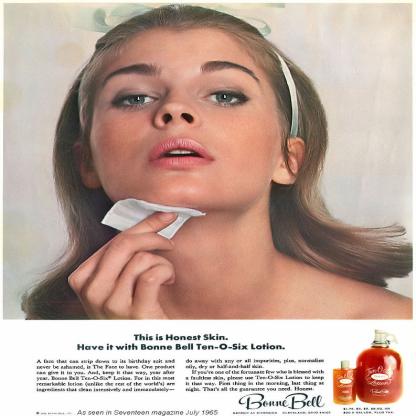 This is Honest Skin.
Have it with Bonne Bell Ten-O-Six Lotion.
A face that can strip down to its birthday suit and
never be ashamed, is The Face to have. One product
can give it to you. And, keep it that way, year after
year. Bonne Bell Ten-O-Six® Lotion. For in this most
remarkable lotion (unlike the rest of the world's) are
ingredients that clean intensively and immediately—
do away with any or all impurities, plus, normalize
oily, dry or half-and-half skin.
If you're one of the fortunate few who is blessed with
a faultless skin, please use Ten-O-Six Lotion to keep
it that way. First thing in the morning, last thing at
night. That's all the guarantee you need. Honest.
Bonne Bell
As seen in Seventeen magazine July 1965